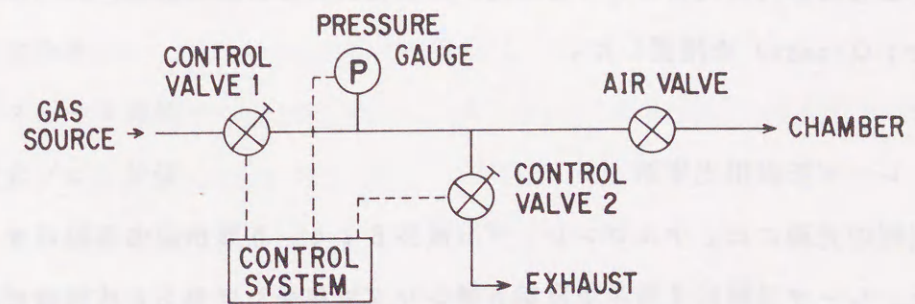 PRESSURE
GAUGE
CONTROL
VALVE 1
P
AIR VALVE
GAS
SOURCE
CHAMBER
CONTROL
VALVE 2
CONTROL
SYSTEM
EXHAUST